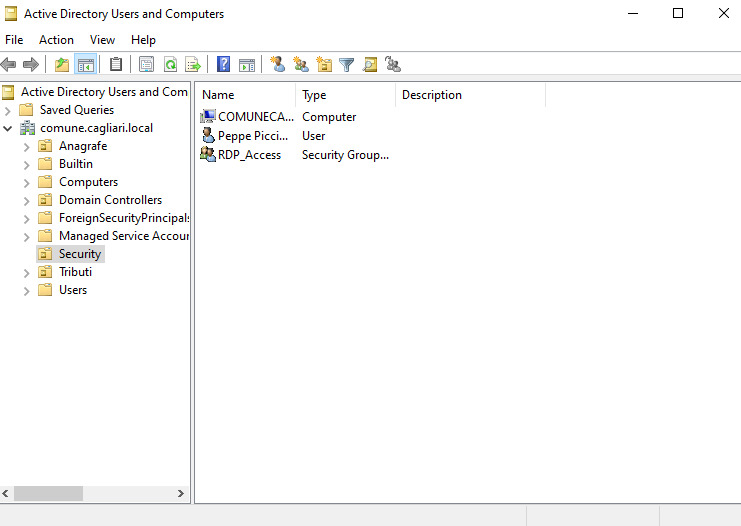 Active Directory Users and Computers
File Action View Help
Active Directory Users and Com
Saved Queries
comune.cagliari.local
Anagrafe
Builtin
Computers
Domain Controllers
ForeignSecurityPrincipals
Managed Service Accour
Security
Tributi
Users
Name Type Description
COMUNECA... Computer
Peppe Picci... User
RDP_Access Security Group...